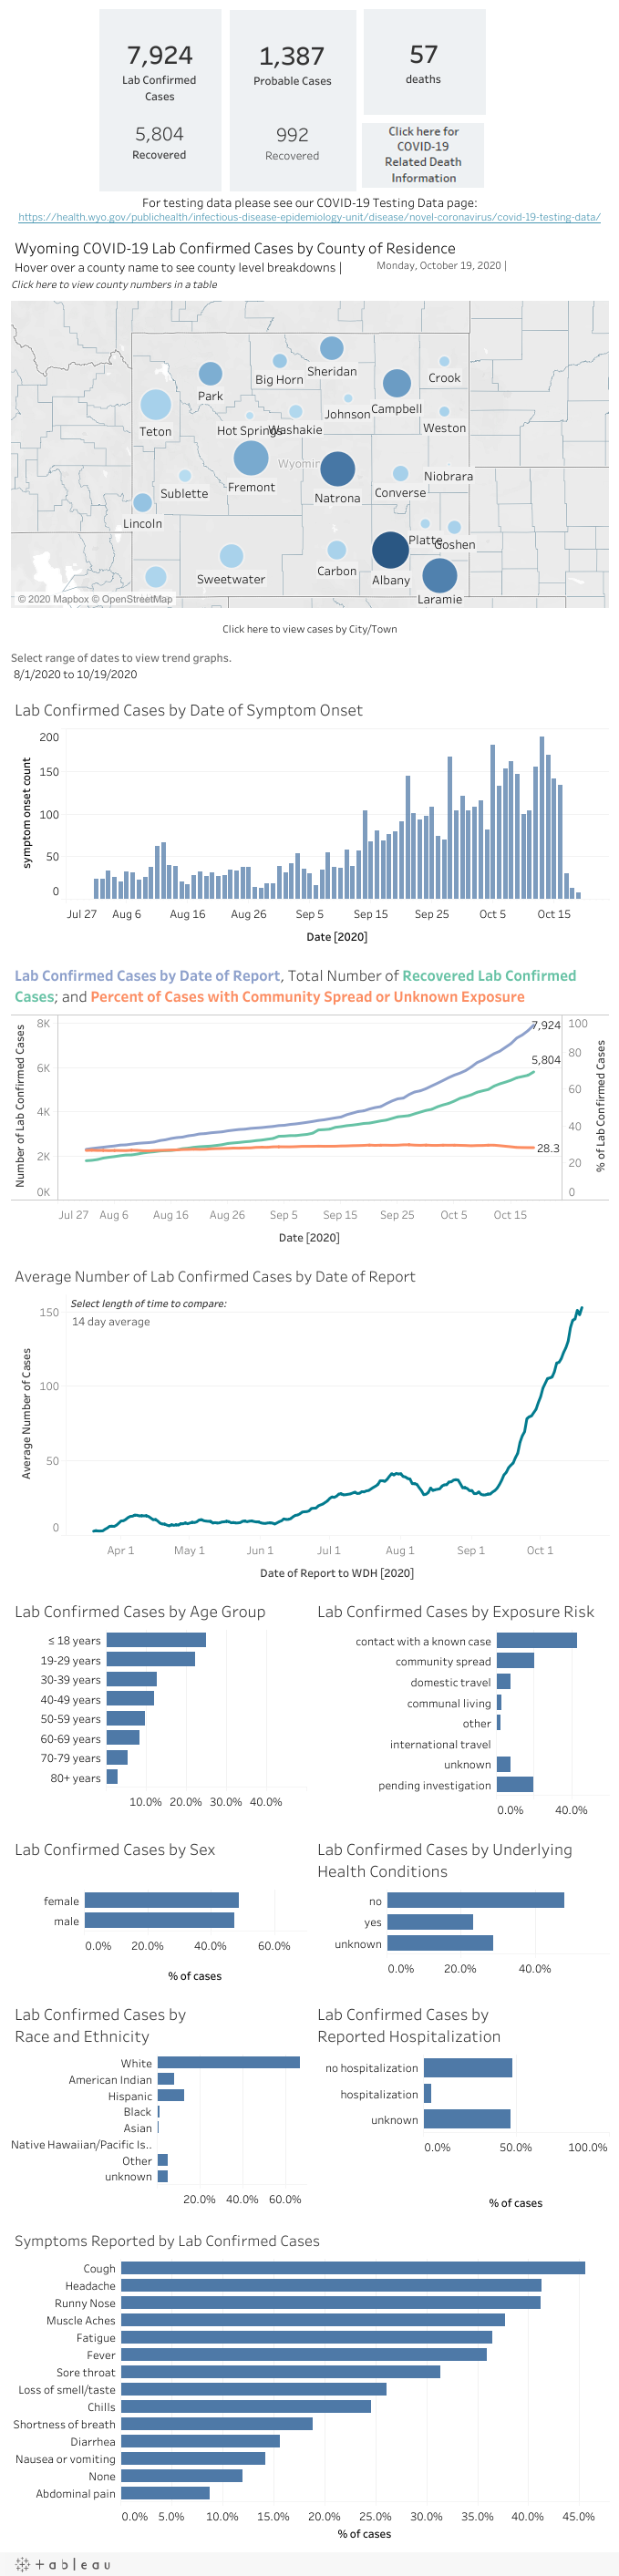 7,924
Lab Confirmed
Cases
5,804
Recovered
1,387
Probable Cases
992
Recovered
57
deaths
Click here for
COVID-19
Related Death
Information
For testing data please see our COVID-19 Testing Data page:
https://health.wyo.gov/publichealth/infectious-disease-epidemiology-unit/disease/novel-coronavirus/covid-19-testing-data/
Wyoming COVID-19 Lab Confirmed Cases by County of Residence
Hover over a county name to see county level breakdowns |
Monday, October 19, 2020 |
Click here to view county numbers in a table
Sheridan
Big Horn
Crook
Park
Johnson
Campbell
Teton
Hot Springs
Washakie
Weston
Wyoming
Fremont
Natrona
Converse
Niobrara
Sublette
Lincoln
Platte
Goshen
Sweetwater
Carbon
Albany
Laramie
© 2020 Mapbox © OpenStreetMap
Click here to view cases by City/Town
Select range of dates to view trend graphs.
8/1/2020 to 10/19/2020
Lab Confirmed Cases by Date of Symptom Onset
symptom onset count
200
150
100
50
0
Jul 27 Aug 6 Aug 16 Aug 26 Sep 5 Sep 15 Sep 25 Oct 5 Oct 15
Date [2020]
Lab Confirmed Cases by Date of Report, Total Number of Recovered Lab Confirmed
Cases; and Percent of Cases with Community Spread or Unknown Exposure
Number of Lab Confirmed Cases
8K
6K
4K
2K
0K
7,924
5,804
28.3
100
80
60
40
20
0
% of Lab Confirmed Cases
Jul 27 Aug 6 Aug 16 Aug 26 Sep 5 Sep 15 Sep 25 Oct 5 Oct 15
Date [2020]
Average Number of Lab Confirmed Cases by Date of Report
Select length of time to compare:
14 day average
Average Number of Cases
150
100
50
0
Apr 1 May 1 Jun 1 Jul 1 Aug 1 Sep 1 Oct 1
Date of Report to WDH [2020]
Lab Confirmed Cases by Age Group
≤ 18 years
19-29 years
30-39 years
40-49 years
50-59 years
60-69 years
70-79 years
80+ years
10.0% 20.0% 30.0% 40.0%
Lab Confirmed Cases by Exposure Risk
contact with a known case
community spread
domestic travel
communal living
other
international travel
unknown
pending investigation
0.0% 40.0%
Lab Confirmed Cases by Sex
female
male
0.0% 20.0% 40.0% 60.0%
% of cases
Lab Confirmed Cases by Underlying
Health Conditions
no
yes
unknown
0.0% 20.0% 40.0%
Lab Confirmed Cases by
Race and Ethnicity
White
American Indian
Hispanic
Black
Asian
Native Hawaiian/Pacific Is..
Other
unknown
20.0% 40.0% 60.0%
Lab Confirmed Cases by
Reported Hospitalization
no hospitalization
hospitalization
unknown
0.0% 50.0% 100.0%
% of cases
Symptoms Reported by Lab Confirmed Cases
Cough
Headache
Runny Nose
Muscle Aches
Fatigue
Fever
Sore throat
Loss of smell/taste
Chills
Shortness of breath
Diarrhea
Nausea or vomiting
None
Abdominal pain
0.0% 5.0% 10.0% 15.0% 20.0% 25.0% 30.0% 35.0% 40.0% 45.0%
% of cases
+ableau